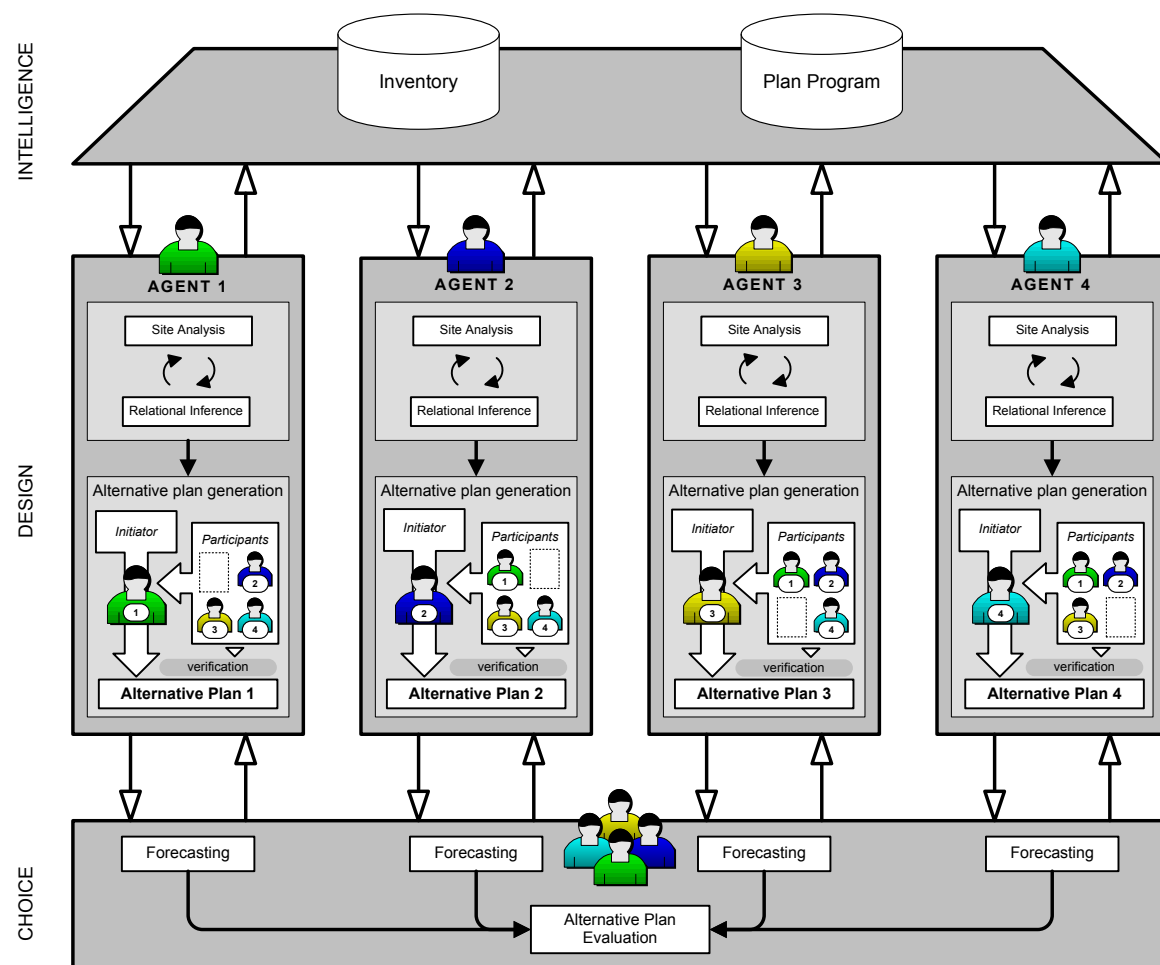 INTELLIGENCE
Inventory
Plan Program
DESIGN
AGENT 1
Site Analysis
Relational Inference
Alternative plan generation
Initiator
Participants
1
2
3
4
verification
Alternative Plan 1
AGENT 2
Site Analysis
Relational Inference
Alternative plan generation
Initiator
Participants
2
1
3
4
verification
Alternative Plan 2
AGENT 3
Site Analysis
Relational Inference
Alternative plan generation
Initiator
Participants
3
1
2
4
verification
Alternative Plan 3
AGENT 4
Site Analysis
Relational Inference
Alternative plan generation
Initiator
Participants
4
1
2
3
verification
Alternative Plan 4
CHOICE
Forecasting
Forecasting
Forecasting
Forecasting
Alternative Plan
Evaluation